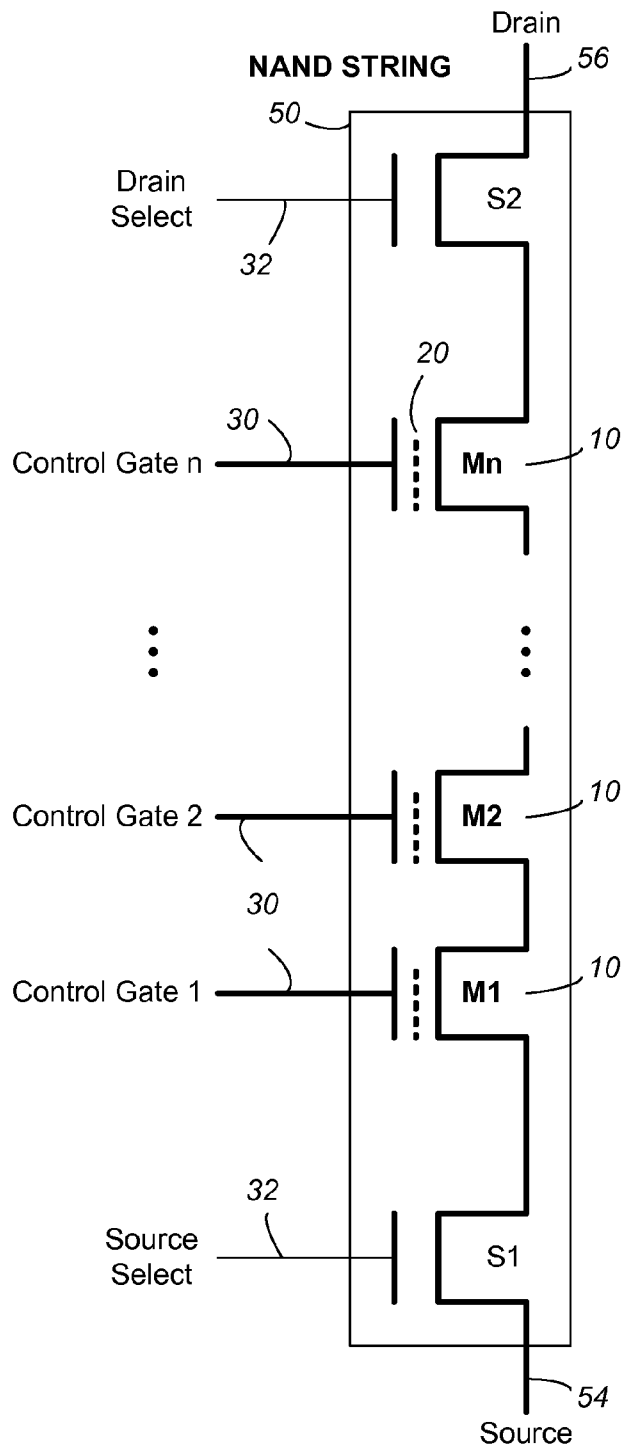 Drain
56
NAND STRING
50
Drain
Select
S2
32
20
30
10
Control Gate n
Mn
10
Control Gate 2
M2
30
10
Control Gate 1
M1
32
Source
Select
S1
54
Source